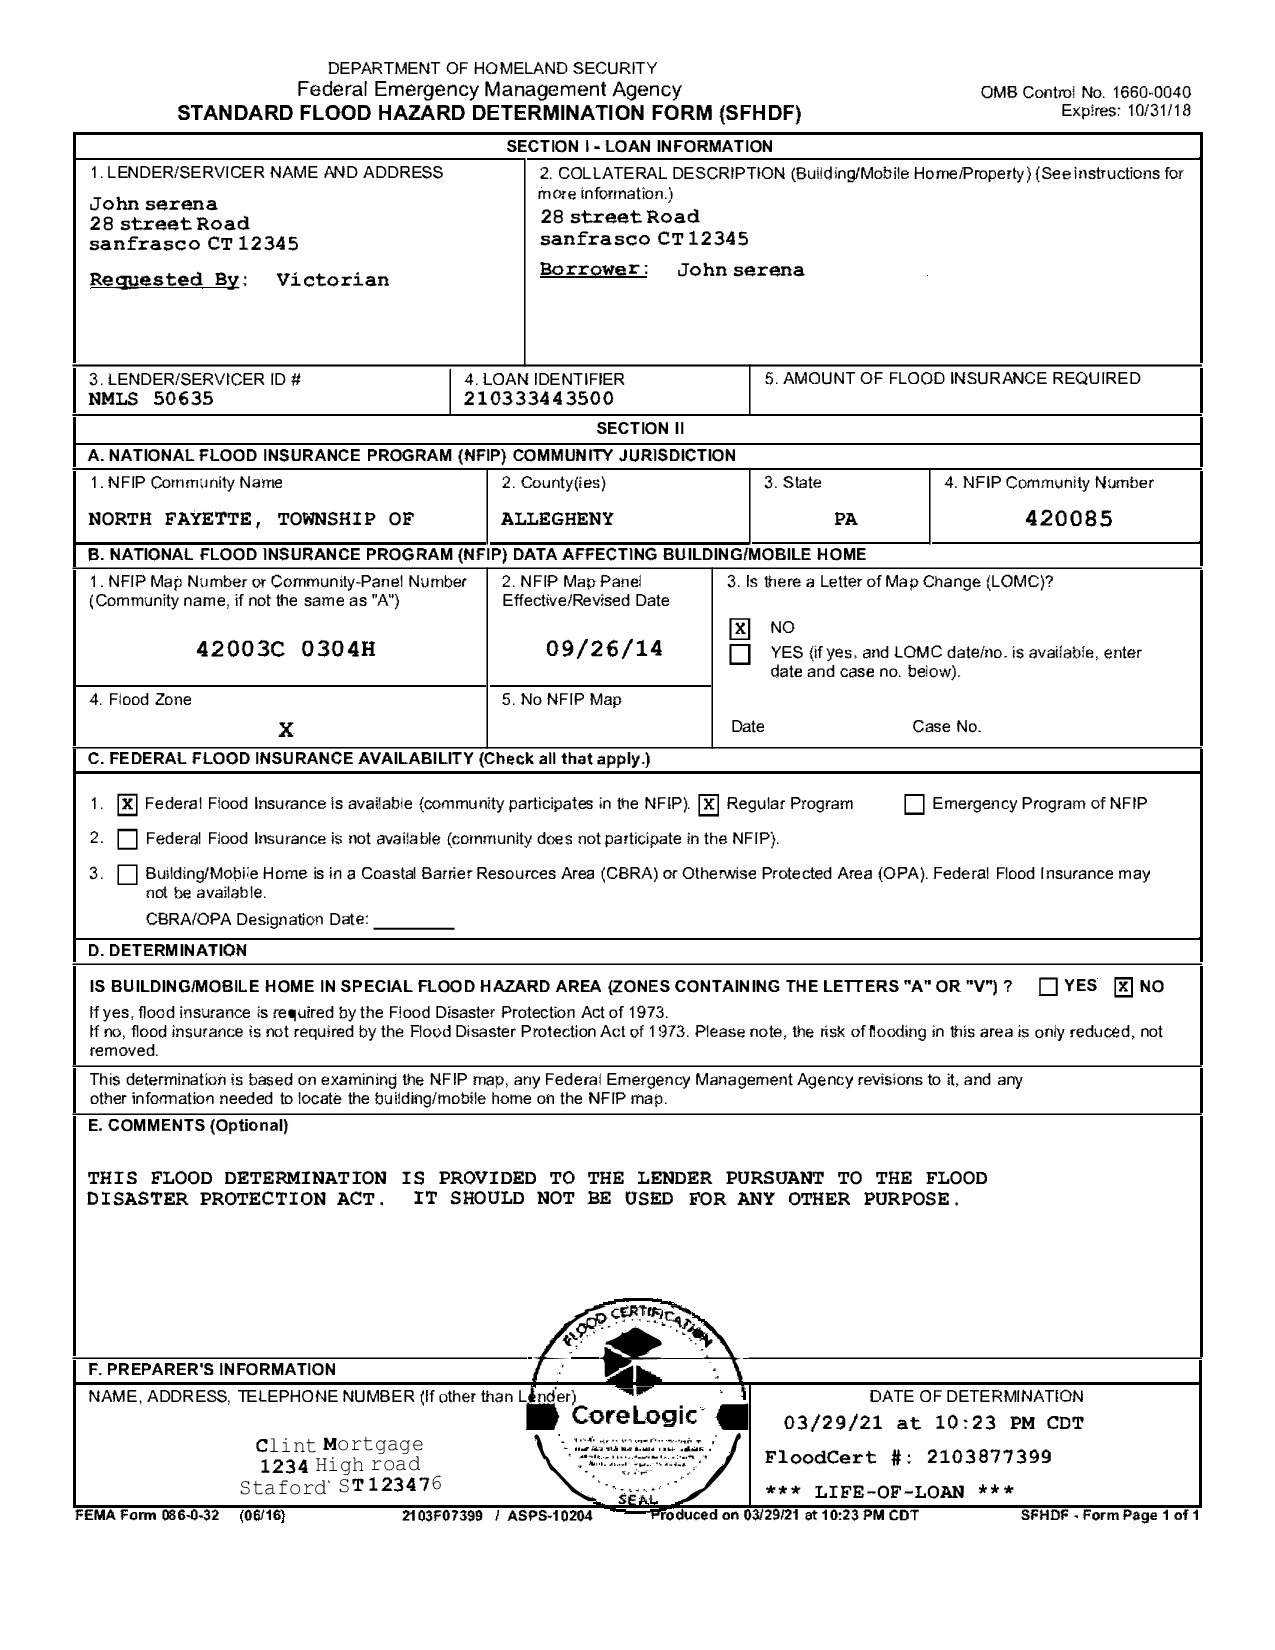 DEPARTMENT OF HOMELAND SECURITY
Federal Emergency Management Agency
STANDARD FLOOD HAZARD DETERMINATION FORM (SFHDF)
OMB Control No. 1660-0040
Expires: 10/31/18
SECTION I - LOAN INFORMATION
1. LENDER/SERVICER NAME AND ADDRESS
John serena
28 street Road
sanfrasco CT 12345
Requested By: Victorian
2. COLLATERAL DESCRIPTION (Building/Mobile Home/Property) (See instructions for
more information.)
28 street Road
sanfrasco CT 12345
Borrower: John serena
3. LENDER/SERVICER ID #
NMLS 50635
4. LOAN IDENTIFIER
210333443500
5. AMOUNT OF FLOOD INSURANCE REQUIRED
SECTION II
A. NATIONAL FLOOD INSURANCE PROGRAM (NFIP) COMMUNITY JURISDICTION
1. NFIP Community Name
NORTH FAYETTE, TOWNSHIP OF
2. County(ies)
ALLEGHENY
3. State
PA
4. NFIP Community Number
420085
B. NATIONAL FLOOD INSURANCE PROGRAM (NFIP) DATA AFFECTING BUILDING/MOBILE HOME
1. NFIP Map Number or Community-Panel Number
(Community name, if not the same as "A")
42003C 0304H
2. NFIP Map Panel
Effective/Revised Date
09/26/14
3. Is there a Letter of Map Change (LOMC)?
X NO
YES (if yes, and LOMC date/no. is available, enter
date and case no. below).
Date Case No.
4. Flood Zone
X
5. No NFIP Map
C. FEDERAL FLOOD INSURANCE AVAILABILITY (Check all that apply.)
1. X Federal Flood Insurance is available (community participates in the NFIP). X Regular Program Emergency Program of NFIP
2. Federal Flood Insurance is not available (community does not participate in the NFIP).
3. Building/Mobile Home is in a Coastal Barrier Resources Area (CBRA) or Otherwise Protected Area (OPA). Federal Flood Insurance may
not be available.
CBRA/OPA Designation Date:
D. DETERMINATION
IS BUILDING/MOBILE HOME IN SPECIAL FLOOD HAZARD AREA (ZONES CONTAINING THE LETTERS "A" OR "V") ? YES X NO
If yes, flood insurance is required by the Flood Disaster Protection Act of 1973.
If no, flood insurance is not required by the Flood Disaster Protection Act of 1973. Please note, the risk of flooding in this area is only reduced, not
removed.
This determination is based on examining the NFIP map, any Federal Emergency Management Agency revisions to it, and any
other information needed to locate the building/mobile home on the NFIP map.
E. COMMENTS (Optional)
THIS FLOOD DETERMINATION IS PROVIDED TO THE LENDER PURSUANT TO THE FLOOD
DISASTER PROTECTION ACT. IT SHOULD NOT BE USED FOR ANY OTHER PURPOSE.
F. PREPARER'S INFORMATION
NAME, ADDRESS, TELEPHONE NUMBER (If other than Lender)
Clint Mortgage
1234 High road
Staford ST 123476
FLOOD CERTIFICATION
CoreLogic
SEAL
DATE OF DETERMINATION
03/29/21 at 10:23 PM CDT
FloodCert #: 2103877399
*** LIFE-OF-LOAN ***
FEMA Form 086-0-32 (06/16) 2103F07399 / ASPS-10204 Produced on 03/29/21 at 10:23 PM CDT SFHDF - Form Page 1 of 1